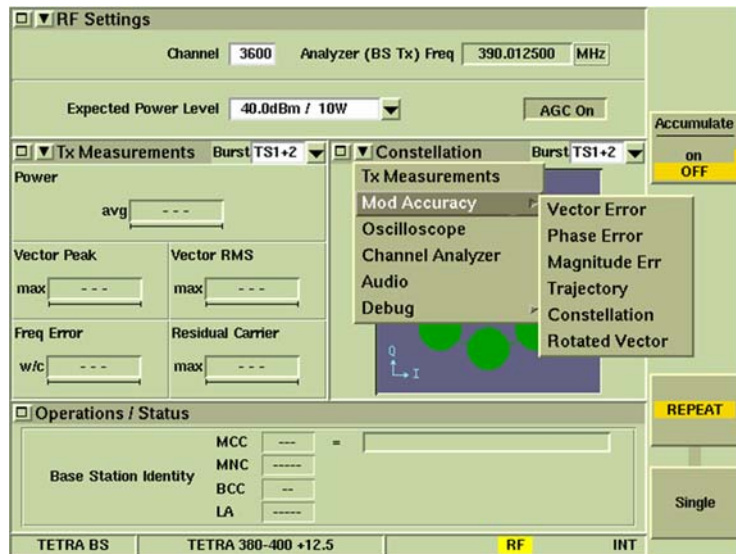 RF Settings
Channel 3600 Analyzer (BS Tx) Freq 390.012500 MHz
Expected Power Level 40.0dBm / 10W AGC On
Accumulate
on
OFF
Tx Measurements Burst TS1+2
Power
avg ---
Vector Peak Vector RMS
max --- max ---
Freq Error Residual Carrier
w/c --- max ---
Constellation Burst TS1+2
Tx Measurements
Mod Accuracy
Oscilloscope
Channel Analyzer
Audio
Debug
Vector Error
Phase Error
Magnitude Err
Trajectory
Constellation
Rotated Vector
Q
I
REPEAT
Single
Operations / Status
Base Station Identity
MCC --- =
MNC -----
BCC --
LA -----
TETRA BS TETRA 380-400 +12.5 RF INT